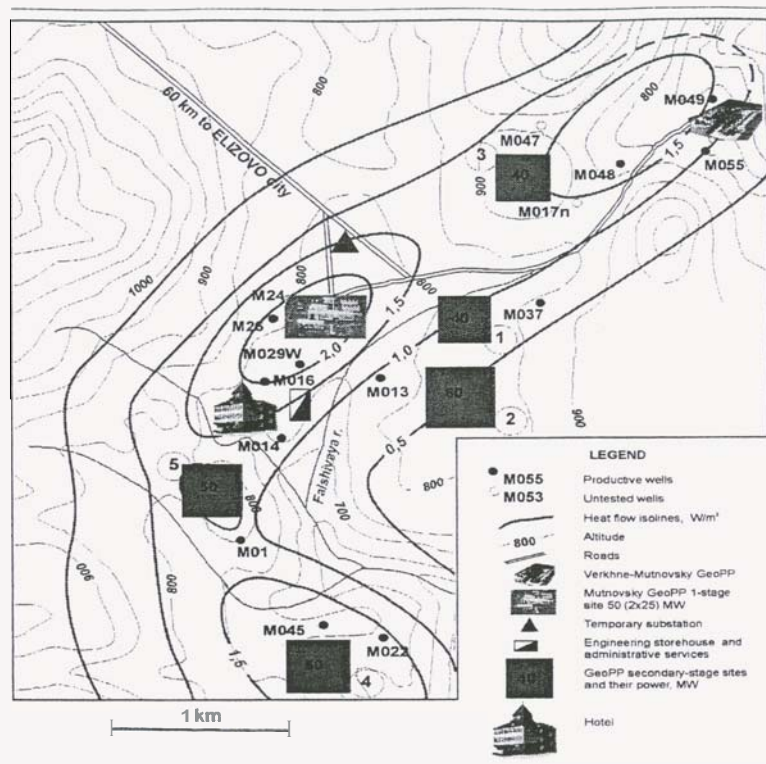 800
800
M049
60 km to ELIZOVO city
M047
3
1,5
40
M048
M055
900
M017n
1000
900
800
800
M24
1,5
M26
40
M037
2,0
1
M029W
1,0
M016
M013
60
2
900
0,5
M014
5
Falshivaya r.
50
800
700
800
M01
900
800
M045
1,5
M022
4
1 km
LEGEND
M055 Productive wells
M053 Untested wells
Heat flow isolines, W/m²
800 Altitude
Roads
Verkhne-Mutnovsky GeoPP
Mutnovsky GeoPP 1-stage
site 50 (2x25) MW
Temporary substation
Engineering storehouse and
administrative services
40 GeoPP secondary-stage sites
and their power, MW
Hotel